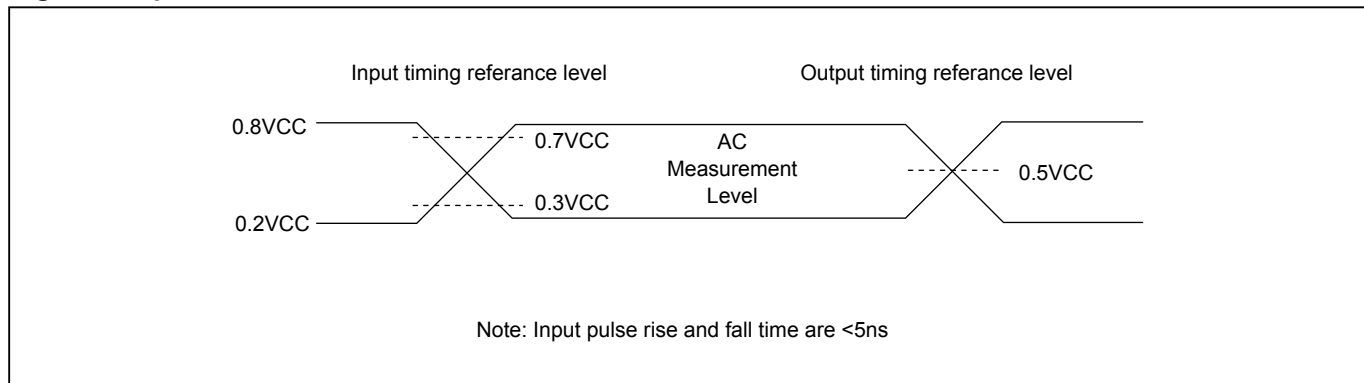 Input timing referance level
Output timing referance level
0.8VCC
0.7VCC
AC
Measurement
Level
0.5VCC
0.3VCC
0.2VCC
Note: Input pulse rise and fall time are <5ns